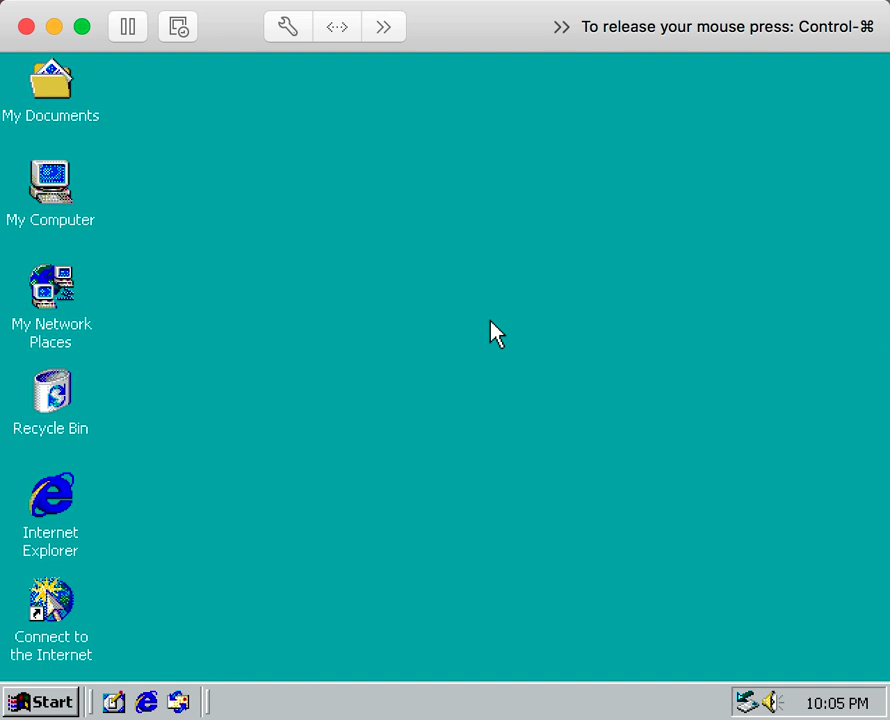 To release your mouse press: Control-⌘
My Documents
My Computer
My Network
Places
Recycle Bin
Internet
Explorer
Connect to
the Internet
Start
10:05 PM